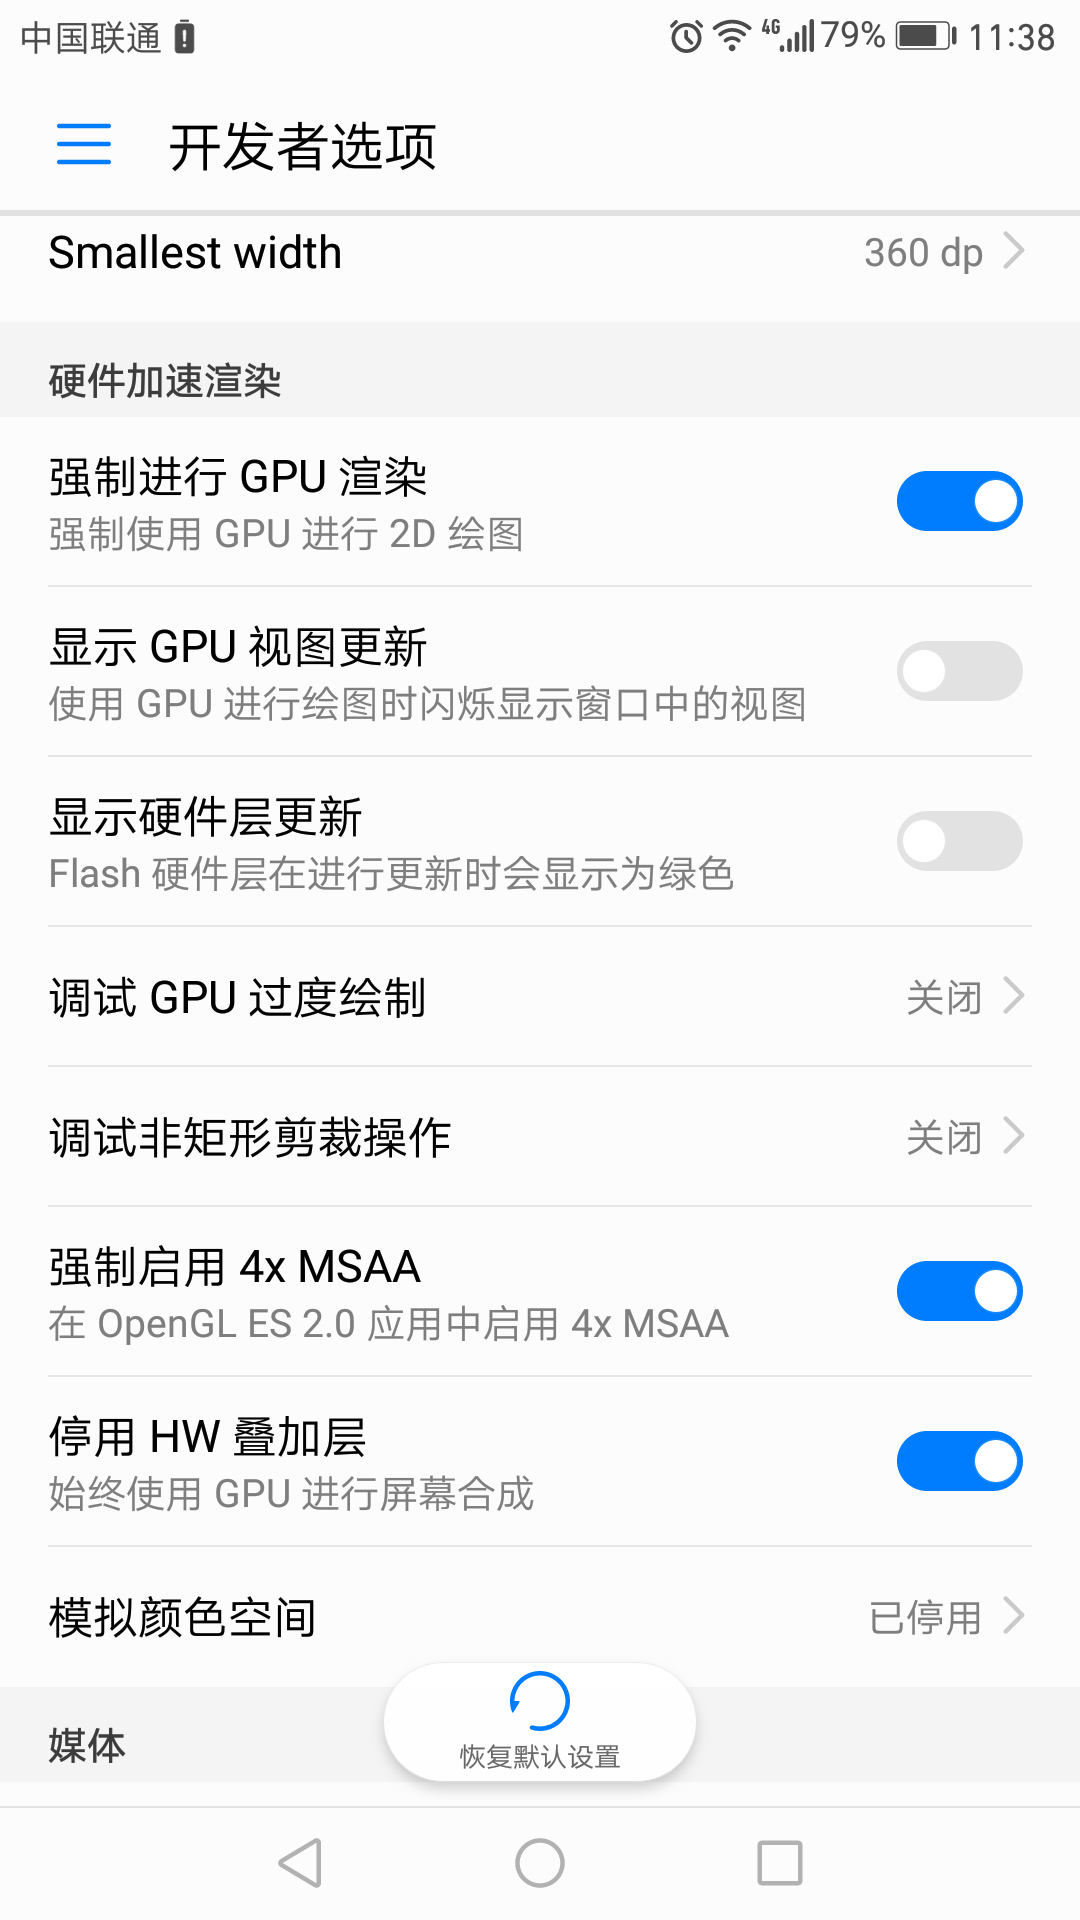 中国联通 4G 79% 11:38
开发者选项
Smallest width 360 dp
硬件加速渲染
强制进行 GPU 渲染
强制使用 GPU 进行 2D 绘图
显示 GPU 视图更新
使用 GPU 进行绘图时闪烁显示窗口中的视图
显示硬件层更新
Flash 硬件层在进行更新时会显示为绿色
调试 GPU 过度绘制 关闭
调试非矩形剪裁操作 关闭
强制启用 4x MSAA
在 OpenGL ES 2.0 应用中启用 4x MSAA
停用 HW 叠加层
始终使用 GPU 进行屏幕合成
模拟颜色空间 已停用
媒体
恢复默认设置